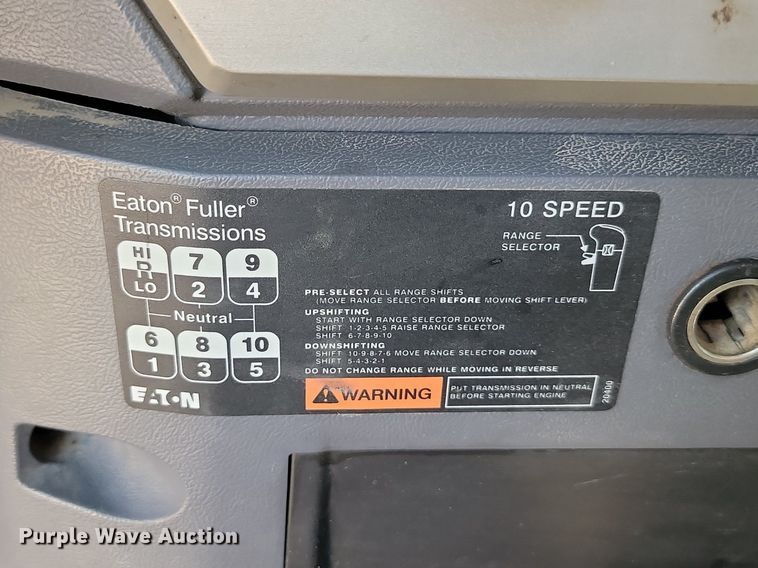 Eaton® Fuller®
Transmissions
10 SPEED
RANGE
SELECTOR
HI
R
LO
7
2
9
4
Neutral
6
1
8
3
10
5
EATON
PRE-SELECT ALL RANGE SHIFTS
(MOVE RANGE SELECTOR BEFORE MOVING SHIFT LEVER)
UPSHIFTING
START WITH RANGE SELECTOR DOWN
SHIFT 1-2-3-4-5 RAISE RANGE SELECTOR
SHIFT 6-7-8-9-10
DOWNSHIFTING
SHIFT 10-9-8-7-6 MOVE RANGE SELECTOR DOWN
SHIFT 5-4-3-2-1
DO NOT CHANGE RANGE WHILE MOVING IN REVERSE
WARNING
PUT TRANSMISSION IN NEUTRAL
BEFORE STARTING ENGINE
20400
Purple Wave Auction